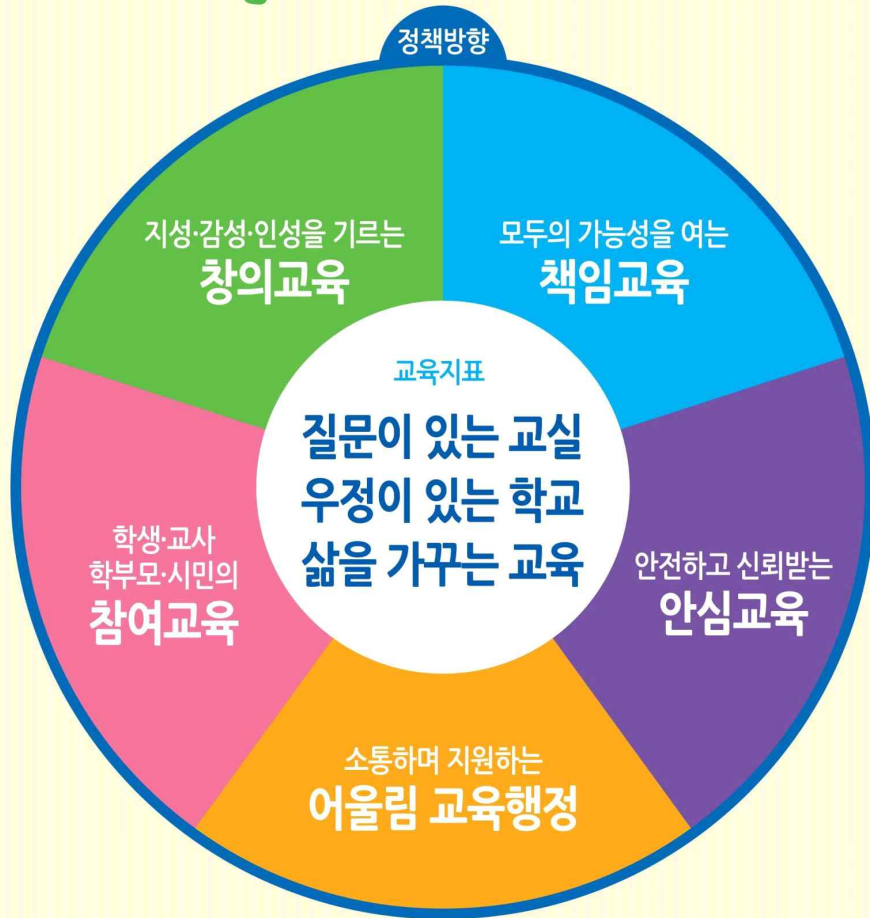 정책방향
지성·감성·인성을 기르는
창의교육
모두의 가능성을 여는
책임교육
교육지표
질문이 있는 교실
우정이 있는 학교
삶을 가꾸는 교육
학생·교사
학부모·시민의
참여교육
안전하고 신뢰받는
안심교육
소통하며 지원하는
어울림 교육행정